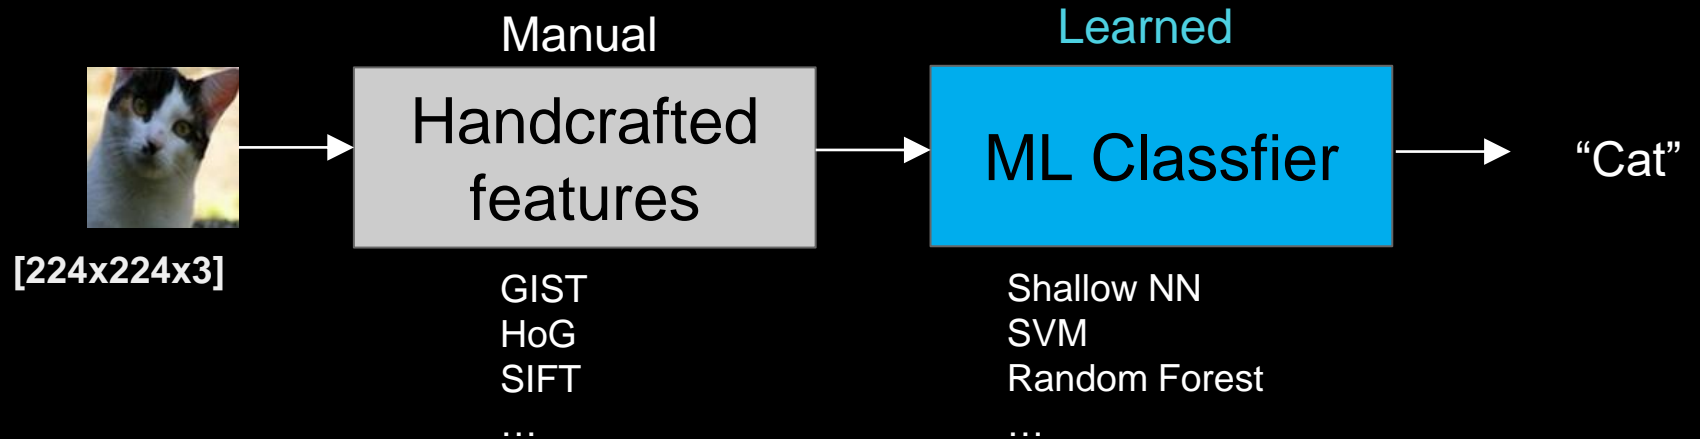 Manual
Learned
Handcrafted
features
ML Classfier
“Cat”
[224x224x3]
GIST
HoG
SIFT
…
Shallow NN
SVM
Random Forest
…